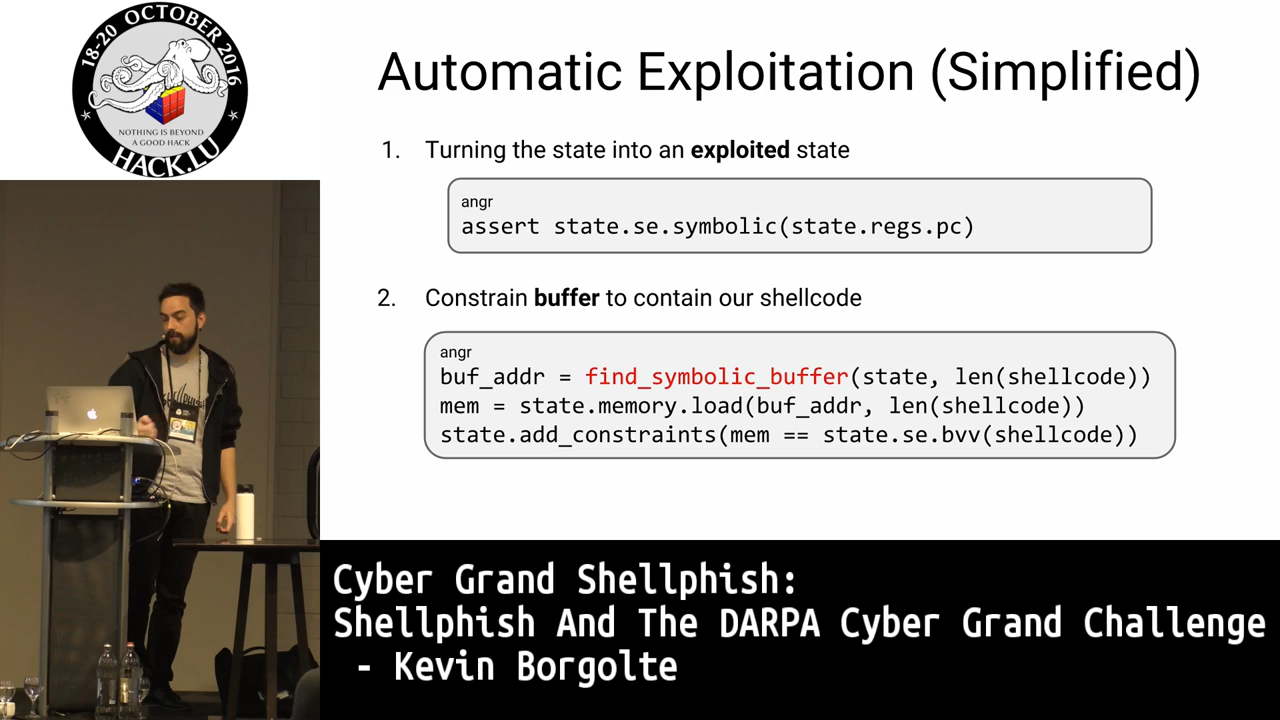 18-20 OCTOBER 2016
NOTHING IS BEYOND
A GOOD HACK
HACK.LU
Automatic Exploitation (Simplified)
1. Turning the state into an exploited state
angr
assert state.se.symbolic(state.regs.pc)
2. Constrain buffer to contain our shellcode
angr
buf_addr = find_symbolic_buffer(state, len(shellcode))
mem = state.memory.load(buf_addr, len(shellcode))
state.add_constraints(mem == state.se.bvv(shellcode))
Cyber Grand Shellphish:
Shellphish And The DARPA Cyber Grand Challenge
- Kevin Borgolte